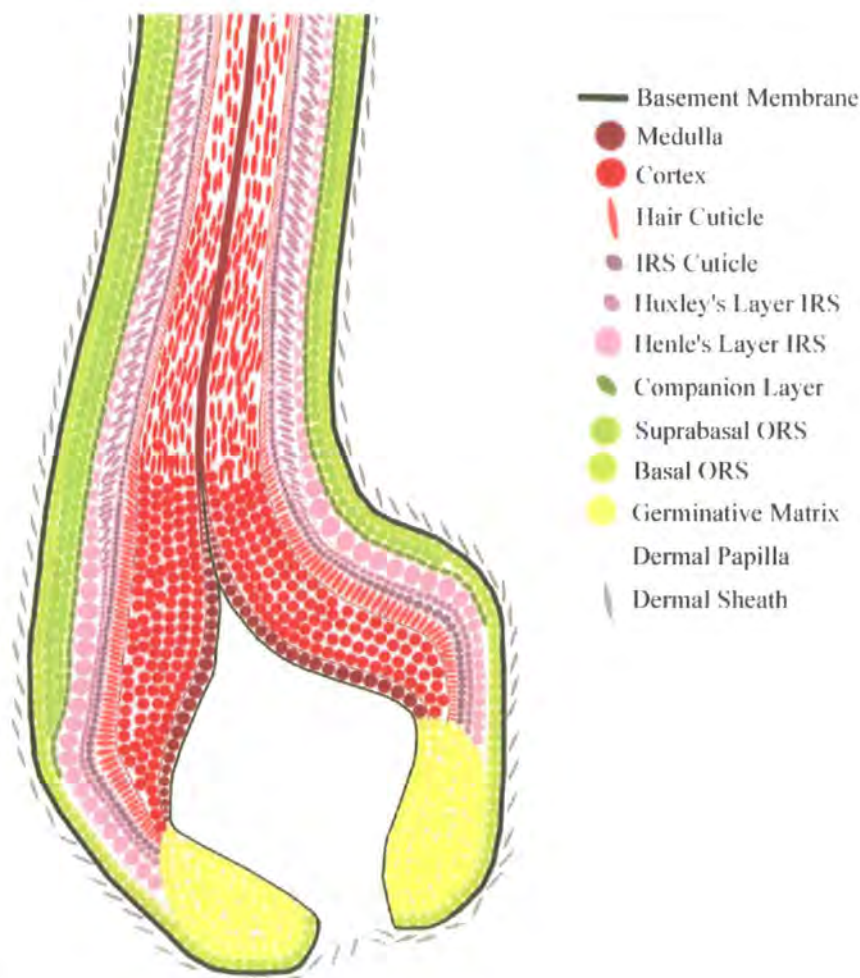 Basement Membrane
Medulla
Cortex
Hair Cuticle
IRS Cuticle
Huxley's Layer IRS
Henle's Layer IRS
Companion Layer
Suprabasal ORS
Basal ORS
Germinative Matrix
Dermal Papilla
Dermal Sheath